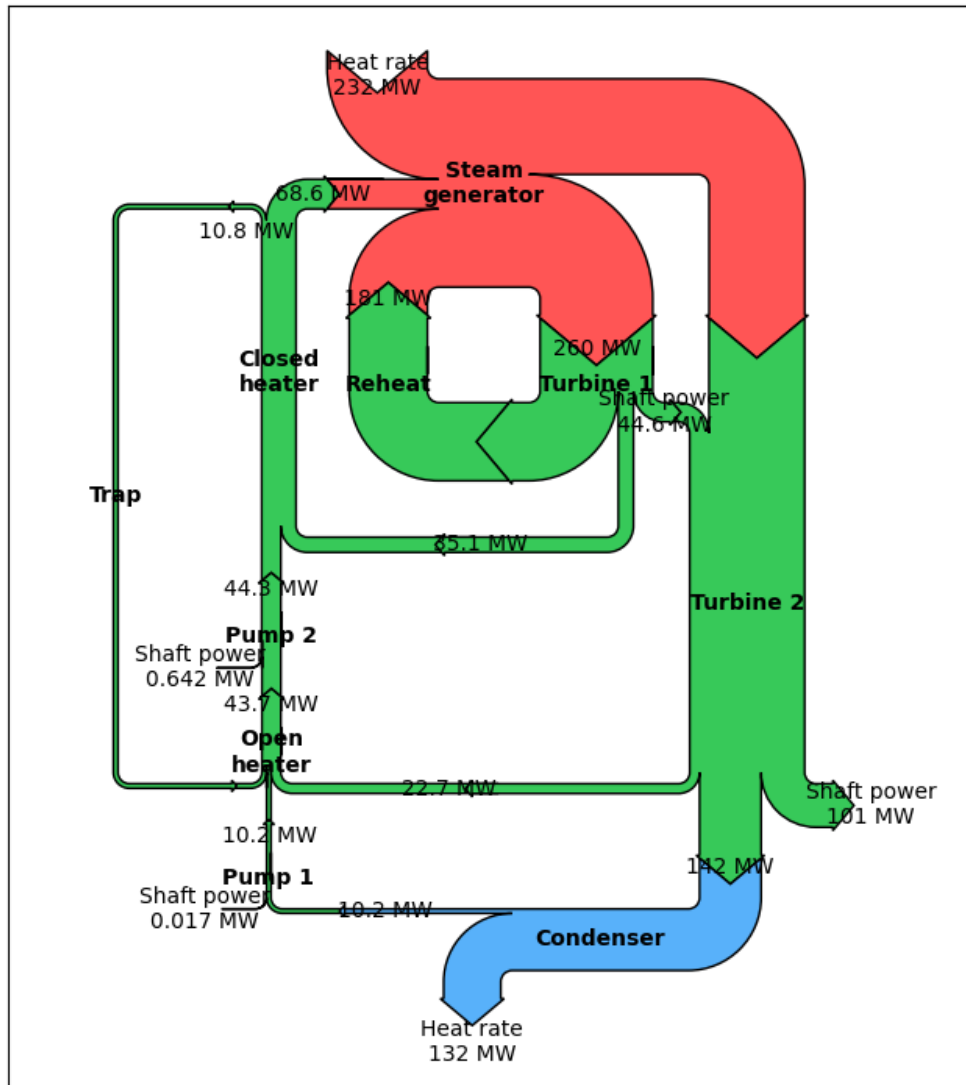 Heat rate
232 MW
Steam
generator
68.6 MW
10.8 MW
181 MW
260 MW
Closed
heater
Reheat
Turbine 1
Shaft power
44.6 MW
Trap
35.1 MW
44.3 MW
Turbine 2
Pump 2
Shaft power
0.642 MW
43.7 MW
Open
heater
22.7 MW
Shaft power
101 MW
10.2 MW
142 MW
Pump 1
Shaft power
0.017 MW
10.2 MW
Condenser
Heat rate
132 MW